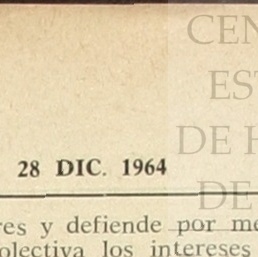 CEN
EST
DE H
28 DIC. 1964
DE
res y defiende por me
olectiva los intereses